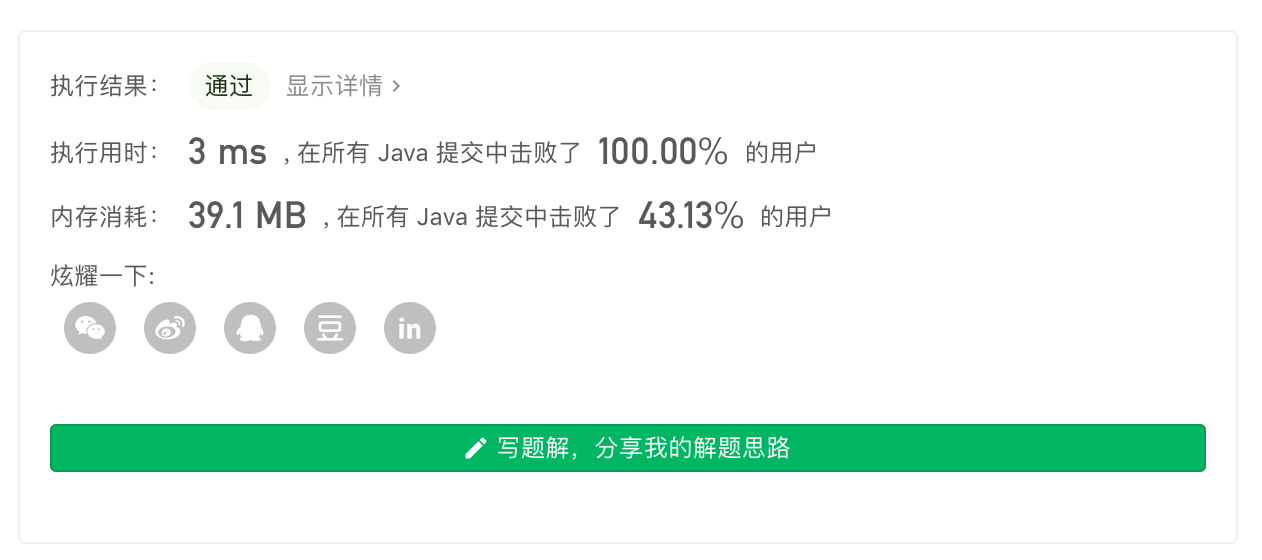 执行结果： 通过 显示详情 ›
执行用时： 3 ms , 在所有 Java 提交中击败了 100.00% 的用户
内存消耗： 39.1 MB , 在所有 Java 提交中击败了 43.13% 的用户
炫耀一下:
豆 in
写题解，分享我的解题思路